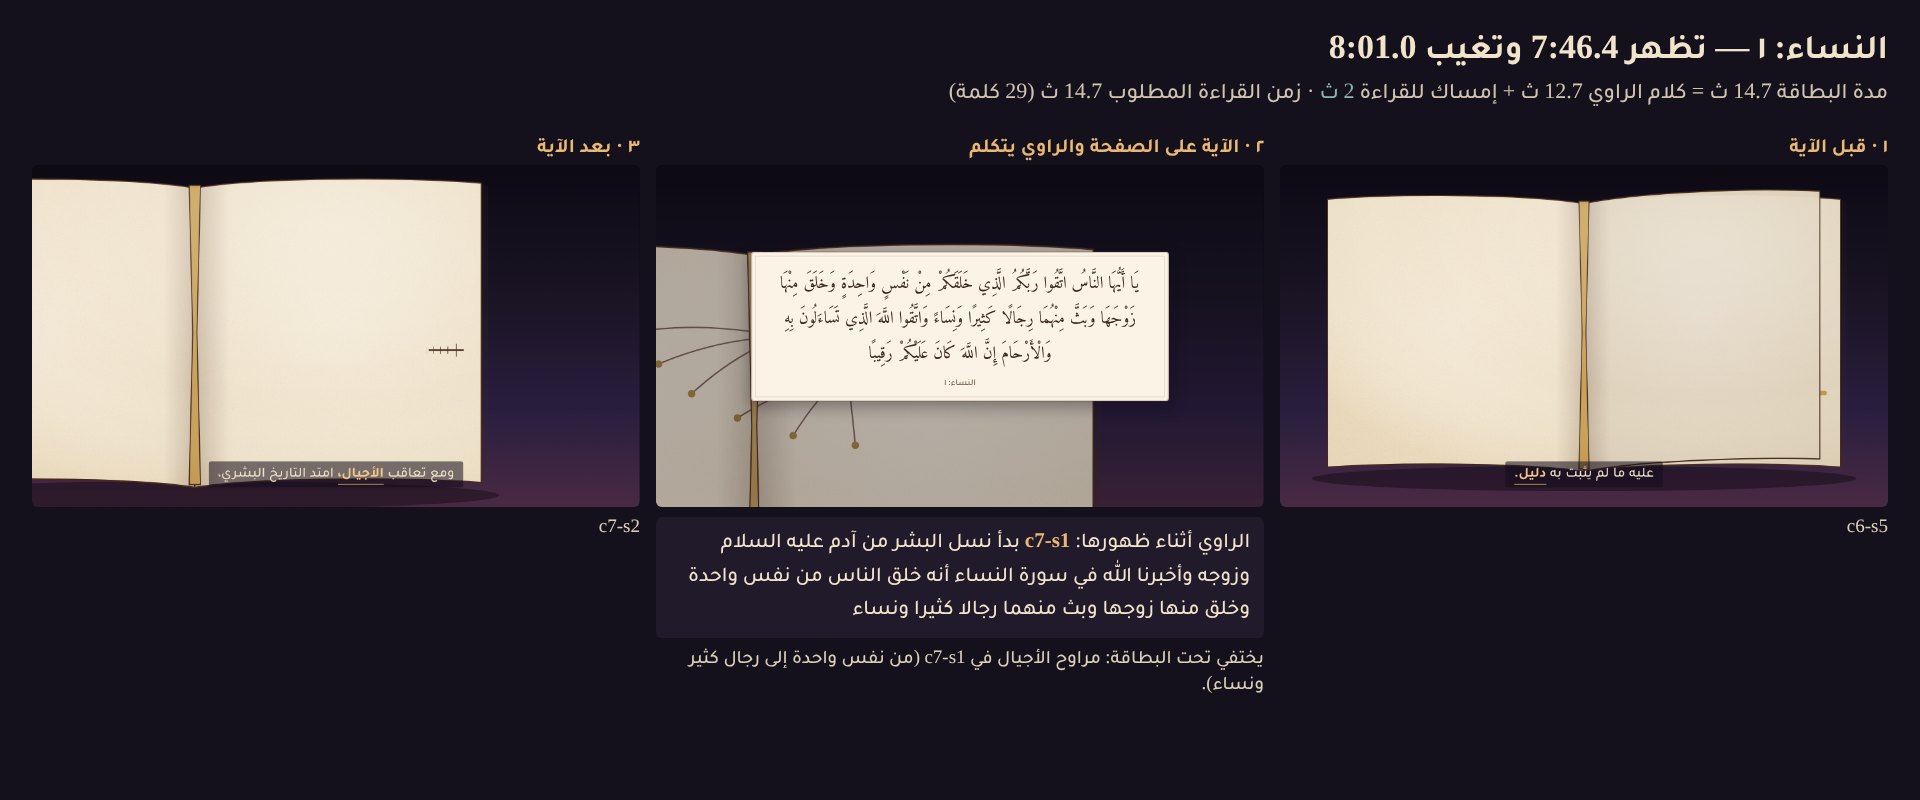 النساء: ١ — تظهر 7:46.4 وتغيب 8:01.0
مدة البطاقة 14.7 ث = كلام الراوي 12.7 ث + إمساك للقراءة 2 ث · زمن القراءة المطلوب 14.7 ث (29 كلمة)
١ · قبل الآية
عليه ما لم يثبت به دليل.
c6-s5
٢ · الآية على الصفحة والراوي يتكلم
يَا أَيُّهَا النَّاسُ اتَّقُوا رَبَّكُمُ الَّذِي خَلَقَكُمْ مِنْ نَفْسٍ وَاحِدَةٍ وَخَلَقَ مِنْهَا
زَوْجَهَا وَبَثَّ مِنْهُمَا رِجَالًا كَثِيرًا وَنِسَاءً وَاتَّقُوا اللَّهَ الَّذِي تَسَاءَلُونَ بِهِ
وَالْأَرْحَامَ إِنَّ اللَّهَ كَانَ عَلَيْكُمْ رَقِيبًا
النساء: ١
الراوي أثناء ظهورها: c7-s1 بدأ نسل البشر من آدم عليه السلام
وزوجه وأخبرنا الله في سورة النساء أنه خلق الناس من نفس واحدة
وخلق منها زوجها وبث منهما رجالا كثيرا ونساء
يختفي تحت البطاقة: مراوح الأجيال في c7-s1 (من نفس واحدة إلى رجال كثير
ونساء).
٣ · بعد الآية
ومع تعاقب الأجيال، امتد التاريخ البشري،
c7-s2